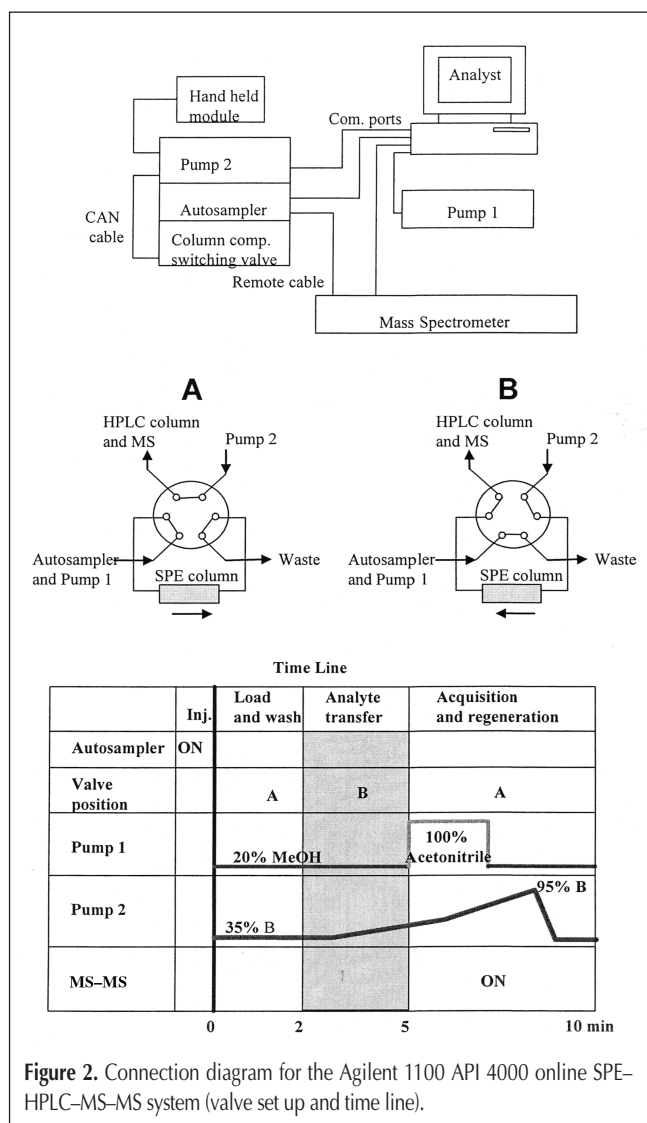 Analyst
Hand held
module
Com. ports
Pump 2
Pump 1
Autosampler
CAN
cable
Column comp.
switching valve
Remote cable
Mass Spectrometer
A
B
HPLC column
and MS
Pump 2
Autosampler
and Pump 1
Waste
SPE column
HPLC column
and MS
Pump 2
Autosampler
and Pump 1
Waste
SPE column
Time Line
Inj.
Load
and wash
Analyte
transfer
Acquisition
and regeneration
Autosampler ON
Valve
position
A B A
Pump 1
20% MeOH
100%
Acetonitrile
Pump 2
35% B
95% B
MS–MS
ON
0 2 5 10 min
Figure 2. Connection diagram for the Agilent 1100 API 4000 online SPE–
HPLC–MS–MS system (valve set up and time line).